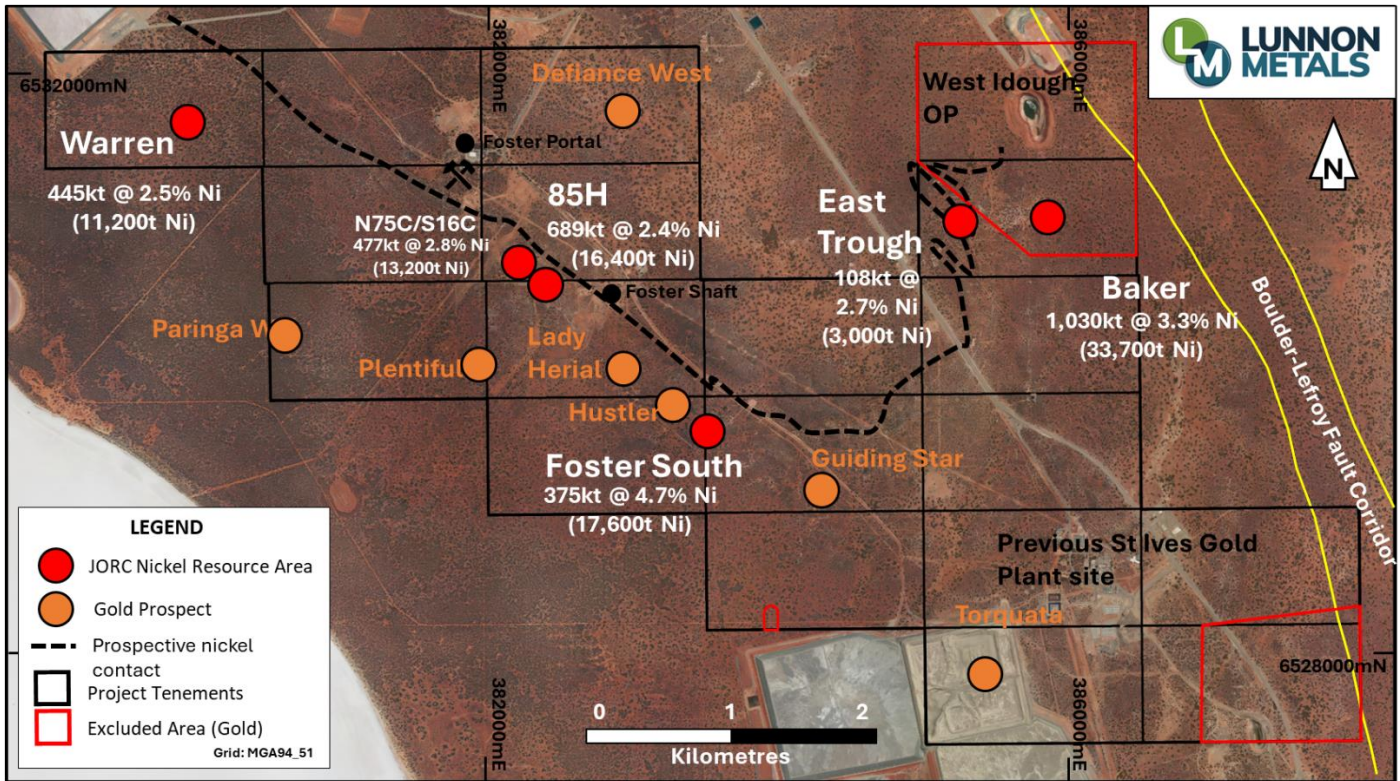 LUNNON
METALS
LM
6532000mN
382000mE
386000mE
N
Defiance West
West Idough
OP
Warren
445kt @ 2.5% Ni
(11,200t Ni)
Foster Portal
85H
689kt @ 2.4% Ni
(16,400t Ni)
N75C/S16C
477kt @ 2.8% Ni
(13,200t Ni)
East
Trough
108kt @
2.7% Ni
(3,000t Ni)
Baker
1,030kt @ 3.3% Ni
(33,700t Ni)
Boulder-Lefroy Fault Corridor
Foster Shaft
Paringa W
Plentiful
Lady
Herial
Hustler
Foster South
375kt @ 4.7% Ni
(17,600t Ni)
Guiding Star
Previous St Ives Gold
Plant site
Torquata
6528000mN
382000mE
386000mE
0 1 2
Kilometres
LEGEND
JORC Nickel Resource Area
Gold Prospect
Prospective nickel
contact
Project Tenements
Excluded Area (Gold)
Grid: MGA94_51